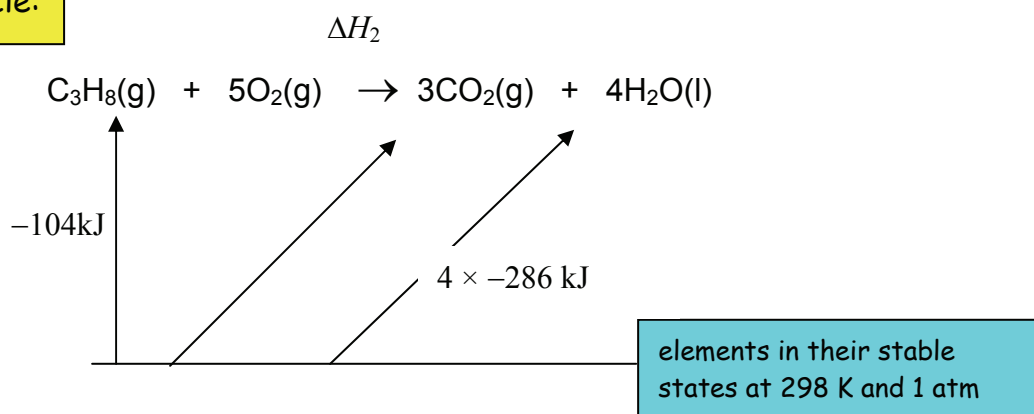 cle:
ΔH₂
C₃H₈(g) + 5O₂(g) → 3CO₂(g) + 4H₂O(l)
–104kJ
4 × –286 kJ
elements in their stable
states at 298 K and 1 atm